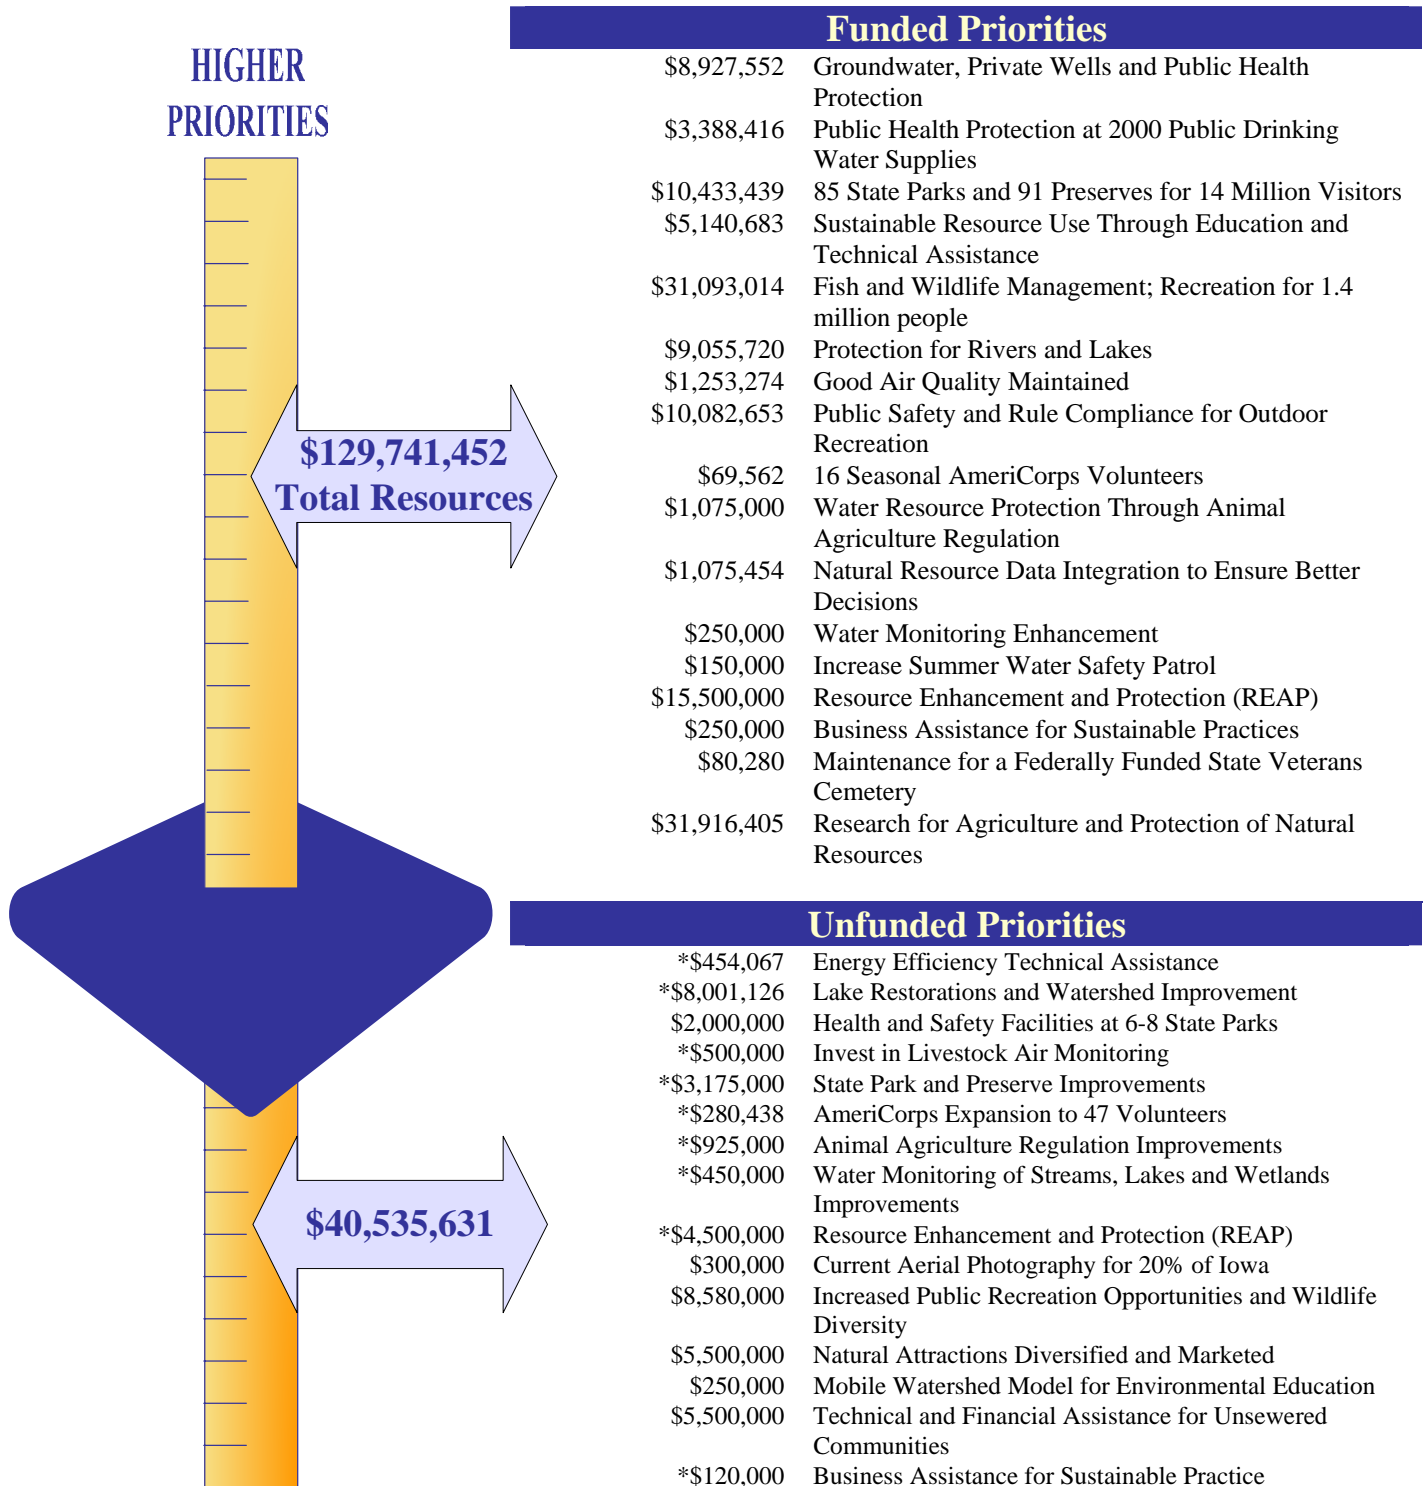 HIGHER
PRIORITIES
Funded Priorities
$8,927,552 Groundwater, Private Wells and Public Health
Protection
$3,388,416 Public Health Protection at 2000 Public Drinking
Water Supplies
$10,433,439 85 State Parks and 91 Preserves for 14 Million Visitors
$5,140,683 Sustainable Resource Use Through Education and
Technical Assistance
$31,093,014 Fish and Wildlife Management; Recreation for 1.4
million people
$9,055,720 Protection for Rivers and Lakes
$1,253,274 Good Air Quality Maintained
$10,082,653 Public Safety and Rule Compliance for Outdoor
Recreation
$69,562 16 Seasonal AmeriCorps Volunteers
$1,075,000 Water Resource Protection Through Animal
Agriculture Regulation
$1,075,454 Natural Resource Data Integration to Ensure Better
Decisions
$250,000 Water Monitoring Enhancement
$150,000 Increase Summer Water Safety Patrol
$15,500,000 Resource Enhancement and Protection (REAP)
$250,000 Business Assistance for Sustainable Practices
$80,280 Maintenance for a Federally Funded State Veterans
Cemetery
$31,916,405 Research for Agriculture and Protection of Natural
Resources
$129,741,452
Total Resources
Unfunded Priorities
*$454,067 Energy Efficiency Technical Assistance
*$8,001,126 Lake Restorations and Watershed Improvement
$2,000,000 Health and Safety Facilities at 6-8 State Parks
*$500,000 Invest in Livestock Air Monitoring
*$3,175,000 State Park and Preserve Improvements
*$280,438 AmeriCorps Expansion to 47 Volunteers
*$925,000 Animal Agriculture Regulation Improvements
*$450,000 Water Monitoring of Streams, Lakes and Wetlands
Improvements
*$4,500,000 Resource Enhancement and Protection (REAP)
$300,000 Current Aerial Photography for 20% of Iowa
$8,580,000 Increased Public Recreation Opportunities and Wildlife
Diversity
$5,500,000 Natural Attractions Diversified and Marketed
$250,000 Mobile Watershed Model for Environmental Education
$5,500,000 Technical and Financial Assistance for Unsewered
Communities
*$120,000 Business Assistance for Sustainable Practice
$40,535,631